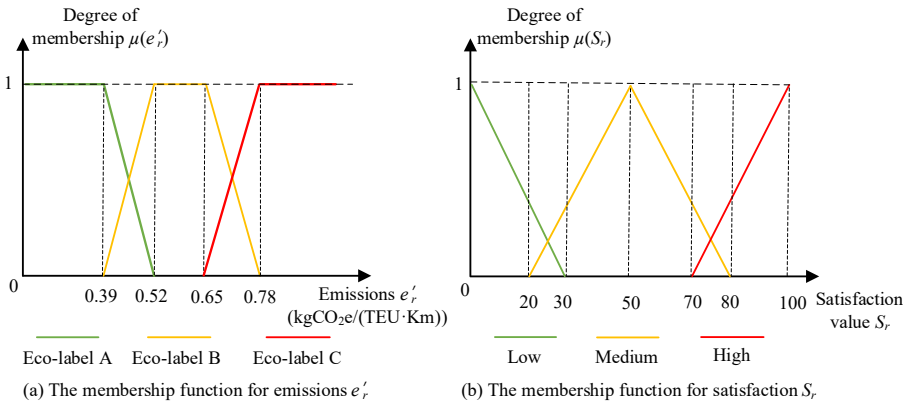 Degree of
membership μ(e′r)
1
0
0.39 0.52 0.65 0.78
Emissions e′r
(kgCO2e/(TEU·Km))
Eco-label A Eco-label B Eco-label C
(a) The membership function for emissions e′r
Degree of
membership μ(Sr)
1
0
20 30 50 70 80 100
Satisfaction
value Sr
Low Medium High
(b) The membership function for satisfaction Sr